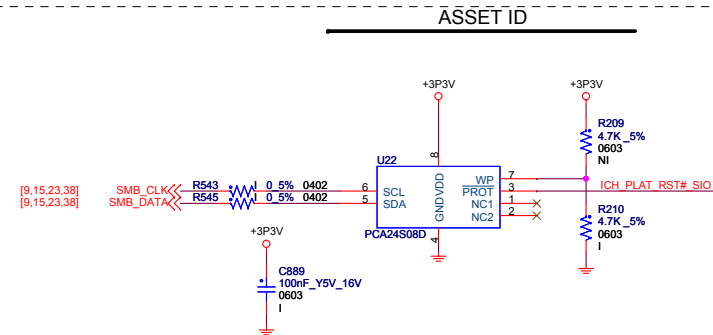 ASSET ID
+3P3V
+3P3V
R209
4.7K_5%
0603
NI
8
U22
[9,15,23,38] SMB_CLK R543 I 0_5% 0402 6 SCL VDD WP 7
[9,15,23,38] SMB_DATA R545 I 0_5% 0402 5 SDA GND PROT 3 ICH_PLAT_RST#_SIO
NC1 1
NC2 2
PCA24S08D
4
R210
4.7K_5%
0603
I
+3P3V
C889
100nF_Y5V_16V
0603
I